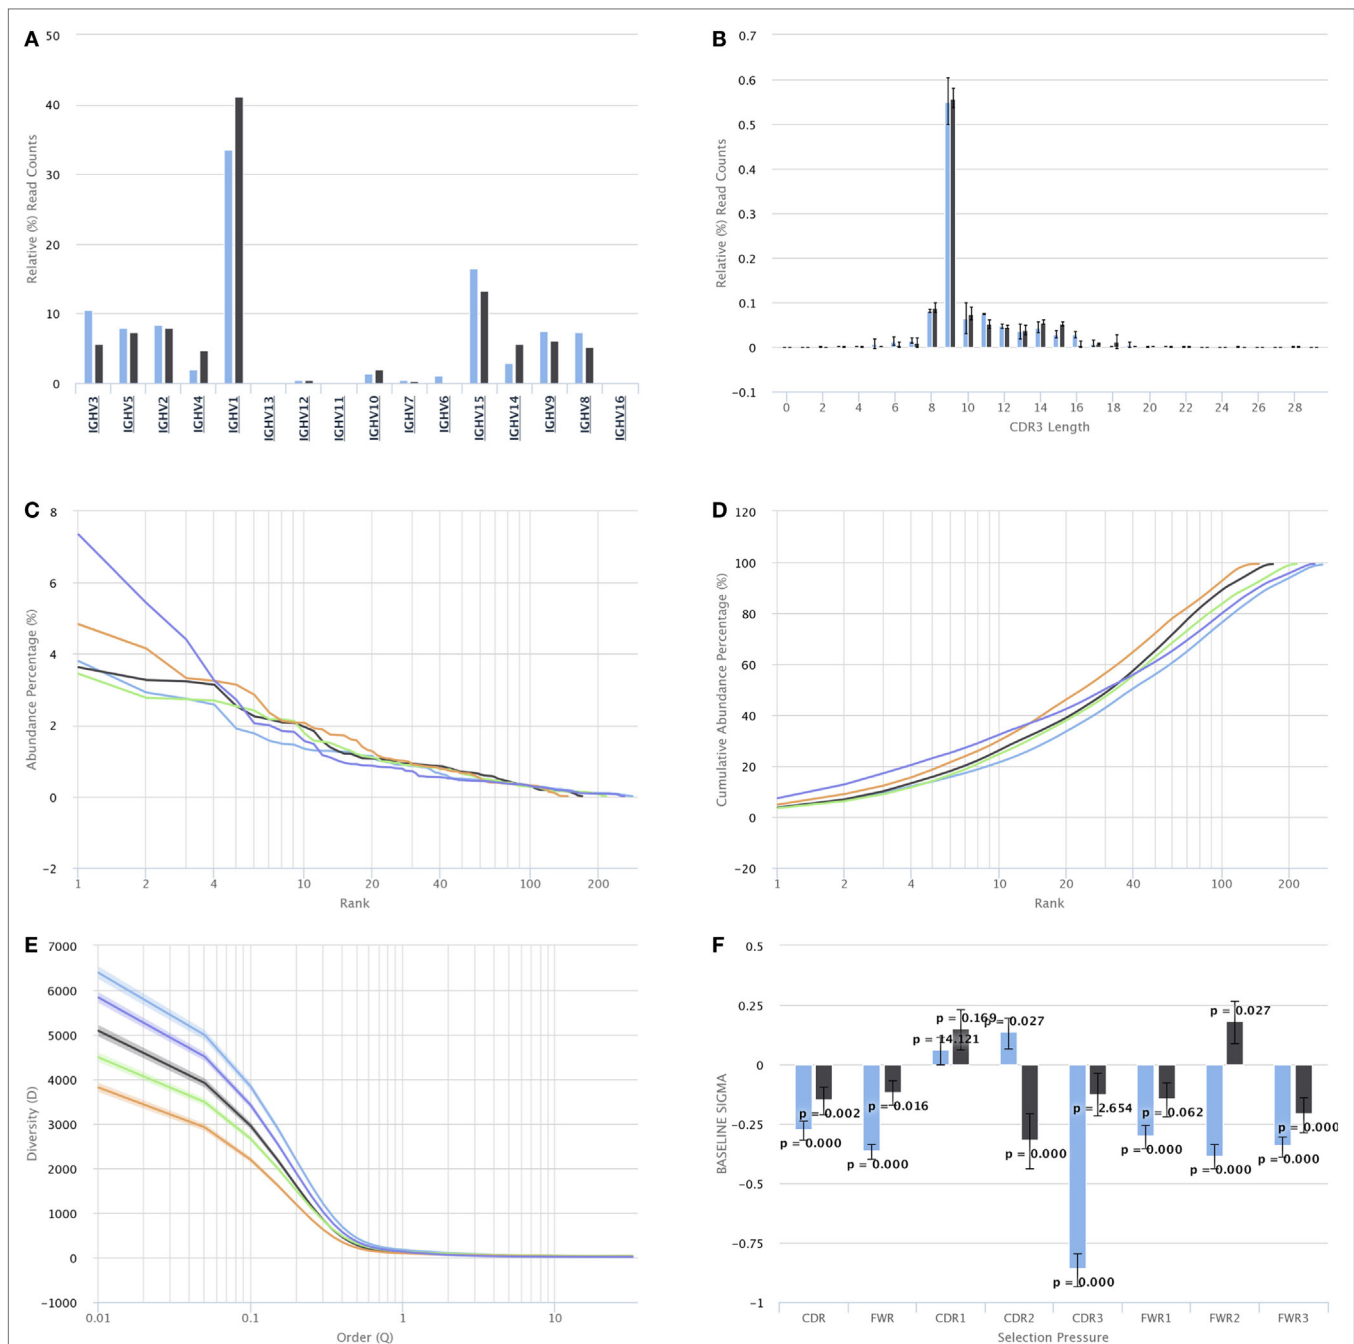 A
50
40
30
20
10
0
Relative (%) Read Counts
IGHV3
IGHV5
IGHV2
IGHV4
IGHV1
IGHV13
IGHV12
IGHV11
IGHV10
IGHV7
IGHV6
IGHV15
IGHV14
IGHV9
IGHV8
IGHV16
B
0.7
0.6
0.5
0.4
0.3
0.2
0.1
0
−0.1
Relative (%) Read Counts
0 2 4 6 8 10 12 14 16 18 20 22 24 26 28
CDR3 Length
C
8
6
4
2
0
−2
Abundance Percentage (%)
1 2 4 10 20 40 100 200
Rank
D
120
100
80
60
40
20
0
−20
Cumulative Abundance Percentage (%)
1 2 4 10 20 40 100 200
Rank
E
7000
6000
5000
4000
3000
2000
1000
0
−1000
Diversity (D)
0.01 0.1 1 10
Order (Q)
F
0.5
0.25
0
−0.25
−0.5
−0.75
−1
BASELINE SIGMA
p = 0.000
p = -0.002
p = 0.000
p = 0.016
p = 14.121
p = 0.169
p = 0.027
p = 0.000
p = 0.000
p = 2.654
p = 0.000
p = 0.062
p = 0.000
p = 0.027
p = 0.000
p = 0.000
CDR FWR CDR1 CDR2 CDR3 FWR1 FWR2 FWR3
Selection Pressure